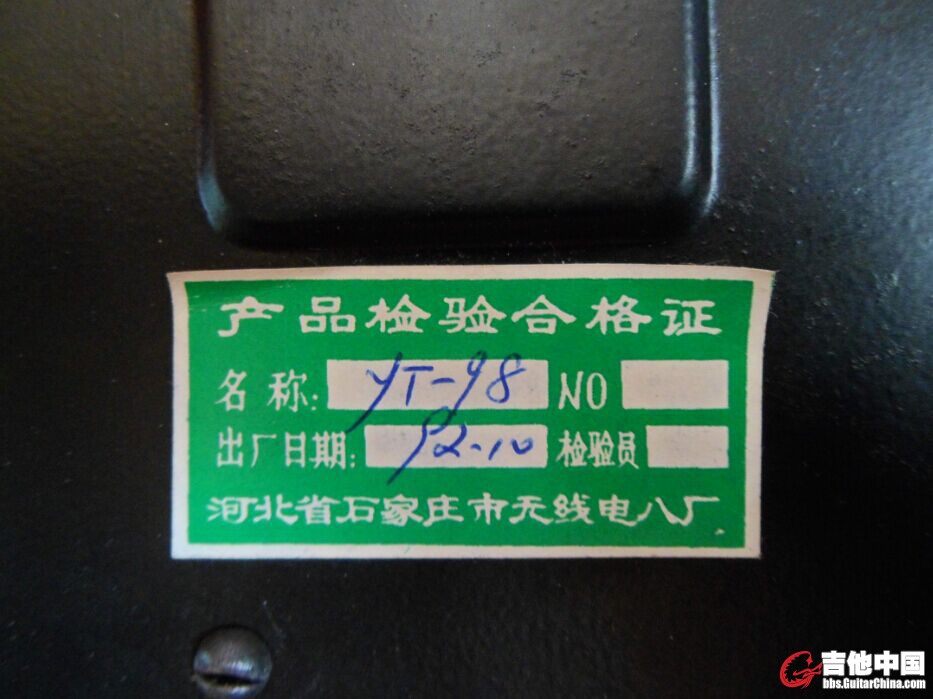 产品检验合格证
名称: YT-98 NO
出厂日期: 92-10 检验员
河北省石家庄市无线电八厂
吉他中国
bbs.GuitarChina.com